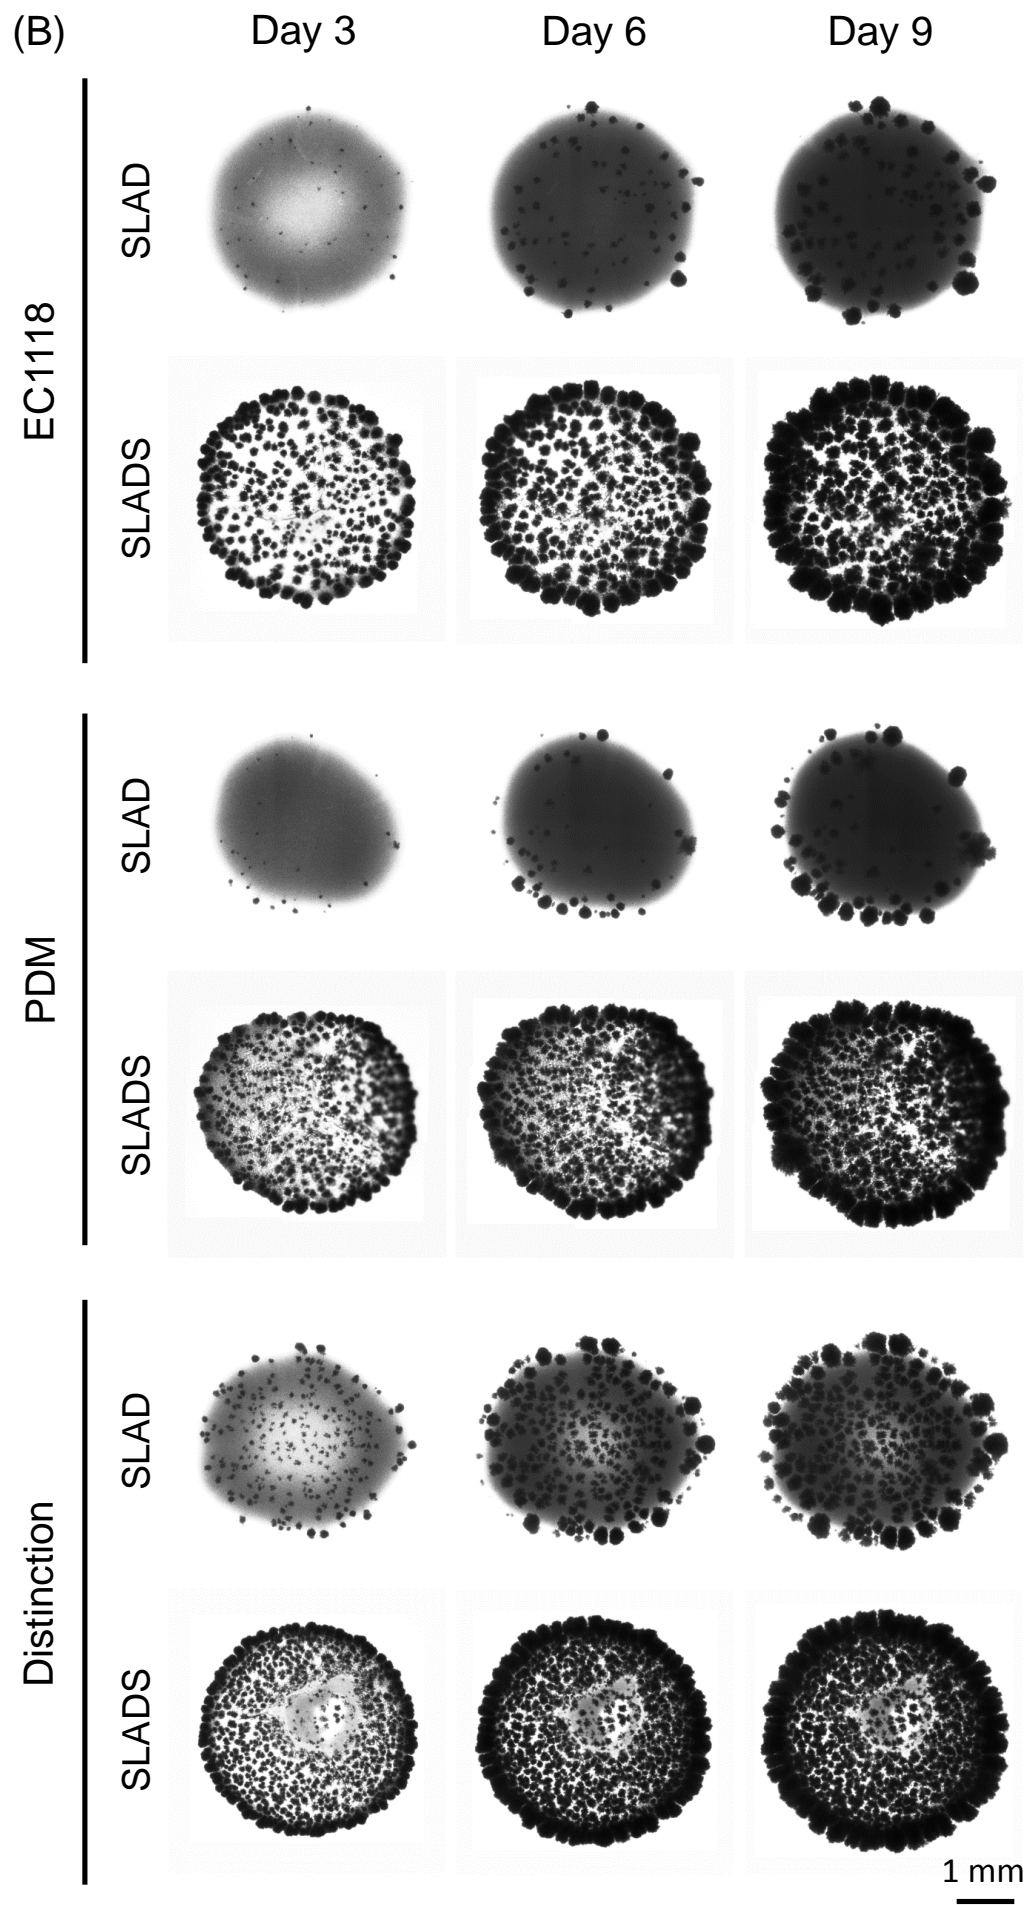 (B) Day 3 Day 6 Day 9
EC1118
SLAD
SLADS
PDM
SLAD
SLADS
Distinction
SLAD
SLADS
1 mm